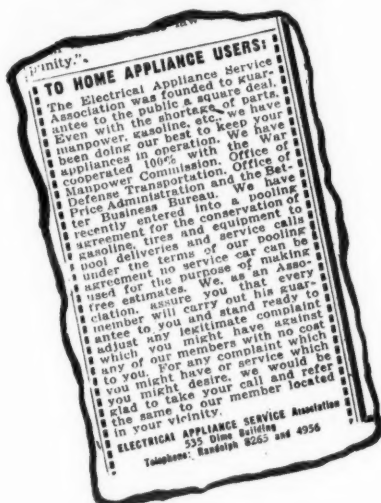 unity.".
TO HOME APPLIANCE USERS:
The Electrical Appliance Service
Association was founded to guar-
antee to the public a square deal.
Even with the shortage of parts,
manpower, gasoline, etc., we have
been doing our best to keep your
appliances in operation. We have
cooperated 100% with the War
Manpower Commission, Office of
Defense Transportation, Office of
Price Administration and the Bet-
ter Business Bureau. We have
recently entered into a pooling
agreement for the conservation of
gasoline, tires and equipment to
pool deliveries and service calls
under the terms of our pooling
agreement no service car can be
used for the purpose of making
free estimates. We, as an Asso-
ciation, assure you that every
member will carry out his guar-
antee to you and stand ready to
adjust any legitimate complaint
which you might have against
any of our members with no cost
to you. For any complaint which
you might have or service which
you might desire, we would be
glad to take your call and refer
the same to our member located
in your vicinity.
ELECTRICAL APPLIANCE SERVICE Association
535 Dime Building
Telephone: Randolph 8265 and 4956